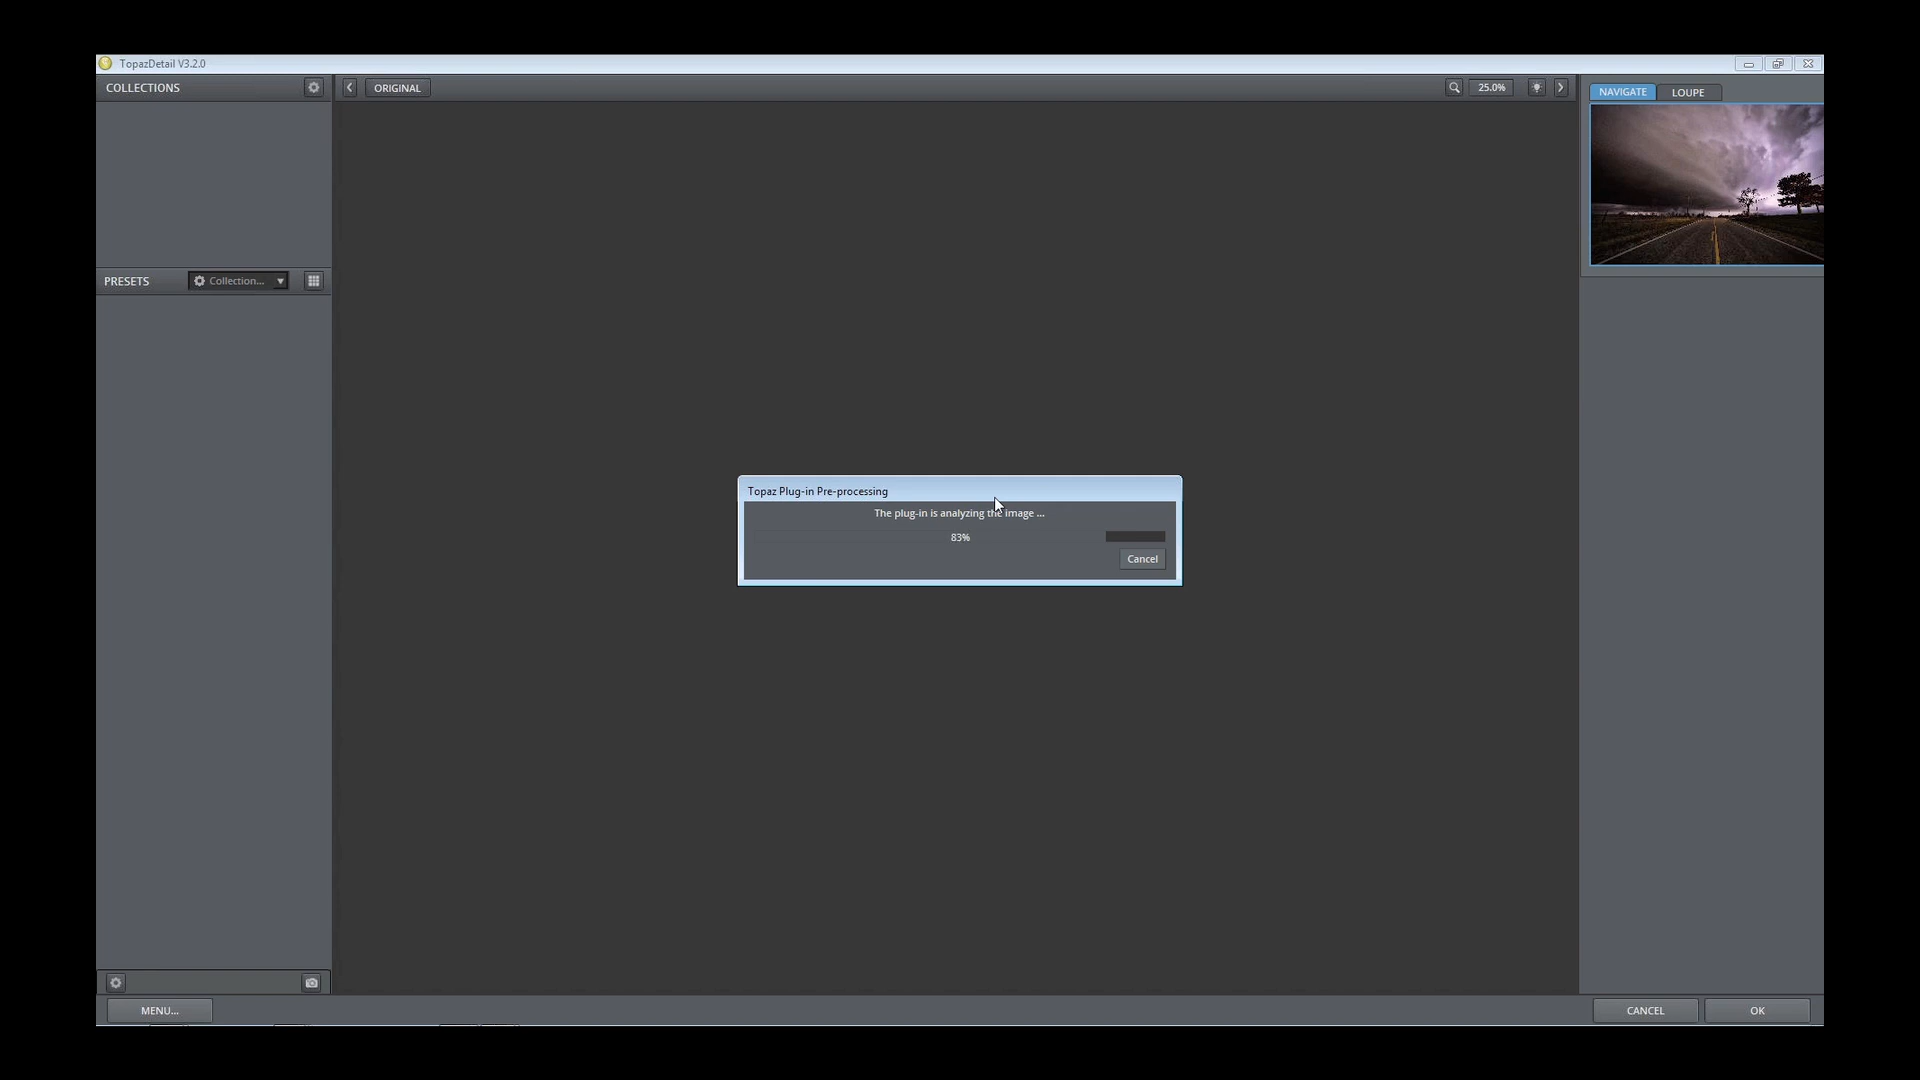 TopazDetail V3.2.0
COLLECTIONS
ORIGINAL
25.0%
NAVIGATE
LOUPE
PRESETS
Collection...
Topaz Plug-in Pre-processing
The plug-in is analyzing the image ...
83%
Cancel
MENU...
CANCEL
OK